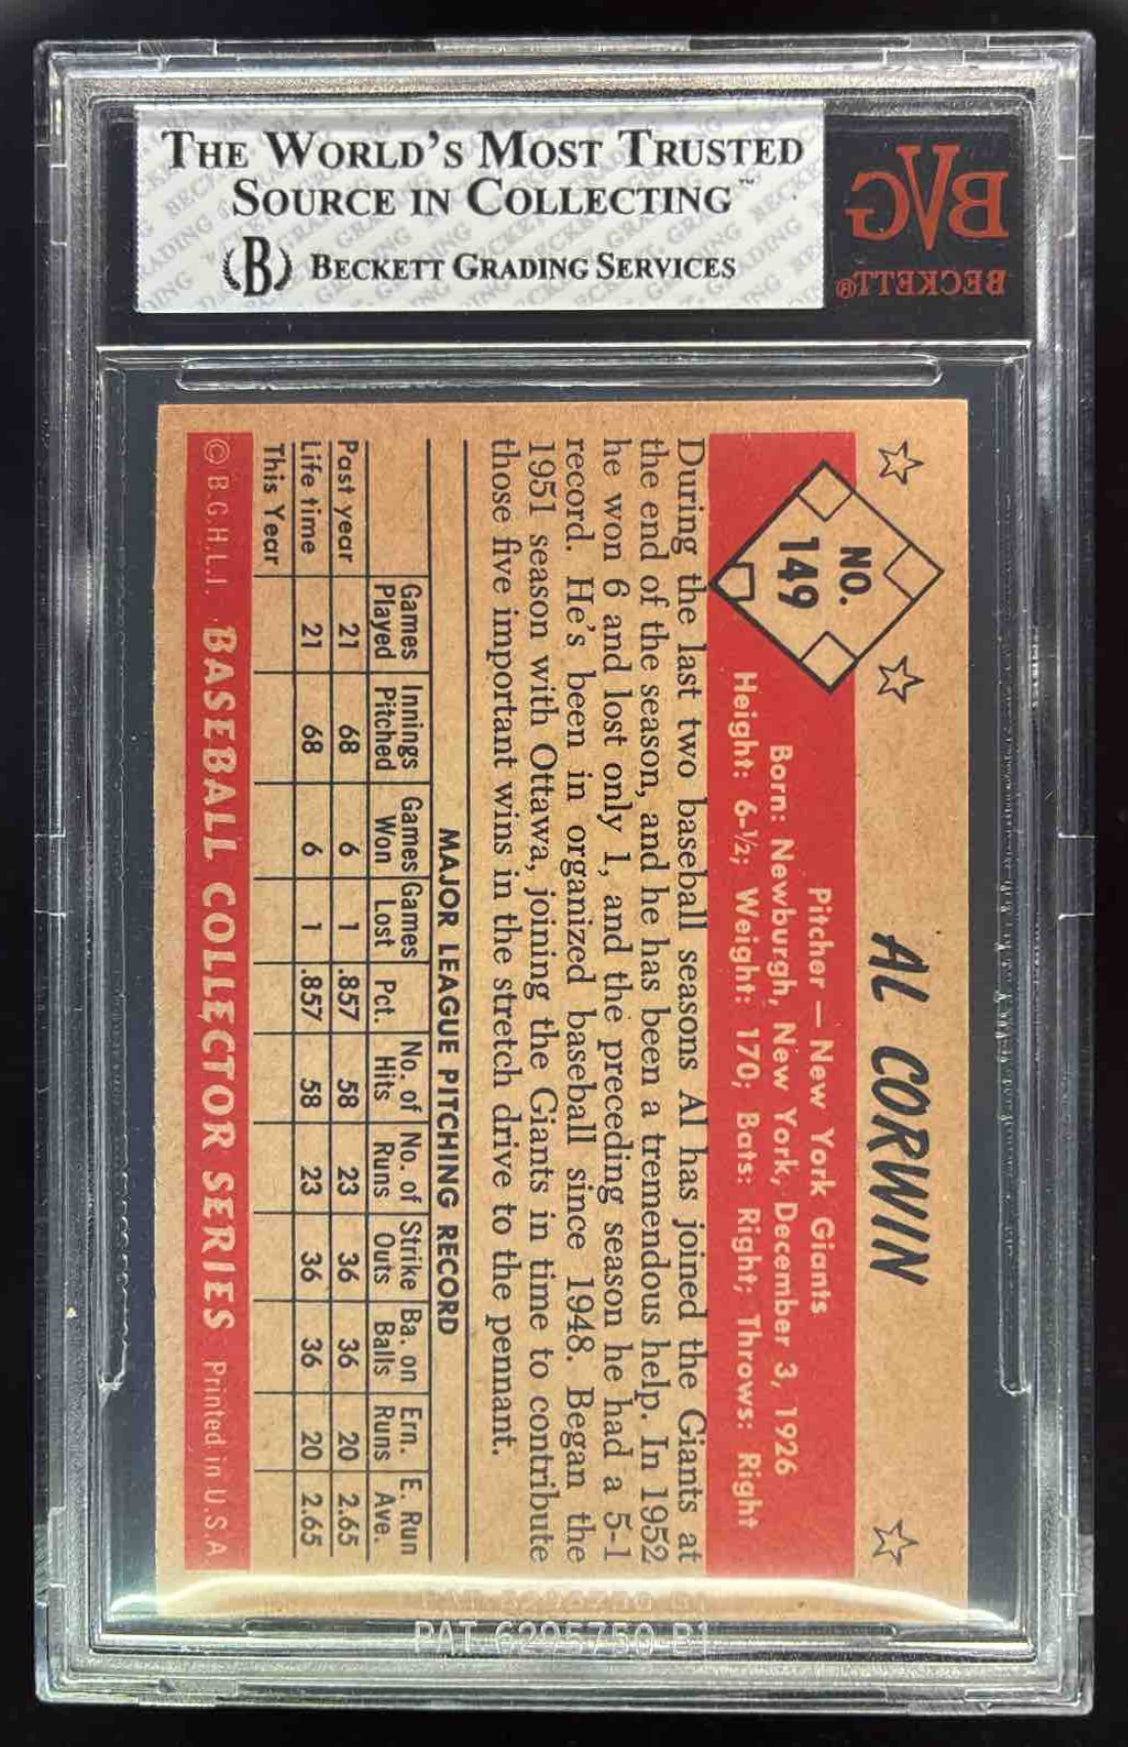 THE WORLD'S MOST TRUSTED
SOURCE IN COLLECTING™
(B) BECKETT GRADING SERVICES
BVG
BECKETT®
NO.
149
AL CORWIN
Pitcher — New York Giants
Born: Newburgh, New York, December 3, 1926
Height: 6-½; Weight: 170; Bats: Right; Throws: Right
During the last two baseball seasons Al has joined the Giants at
the end of the season, and he has been a tremendous help. In 1952
he won 6 and lost only 1, and the preceding season he had a 5-1
record. He's been in organized baseball since 1948. Began the
1951 season with Ottawa, joining the Giants in time to contribute
those five important wins in the stretch drive to the pennant.
MAJOR LEAGUE PITCHING RECORD
Games Innings Games Games No. of No. of Strike Ba. on Ern. E. Run
Played Pitched Won Lost Pct. Hits Runs Outs Balls Runs Ave.
Past year 21 68 6 1 .857 58 23 36 36 20 2.65
Life time 21 68 6 1 .857 58 23 36 36 20 2.65
This Year
© B.G.H.L.I. BASEBALL COLLECTOR SERIES Printed in U.S.A
PAT 6295750 B1